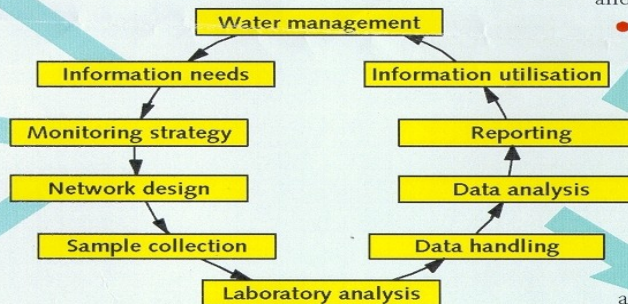 Water management
Information needs
Information utilisation
Monitoring strategy
Reporting
Network design
Data analysis
Sample collection
Data handling
Laboratory analysis